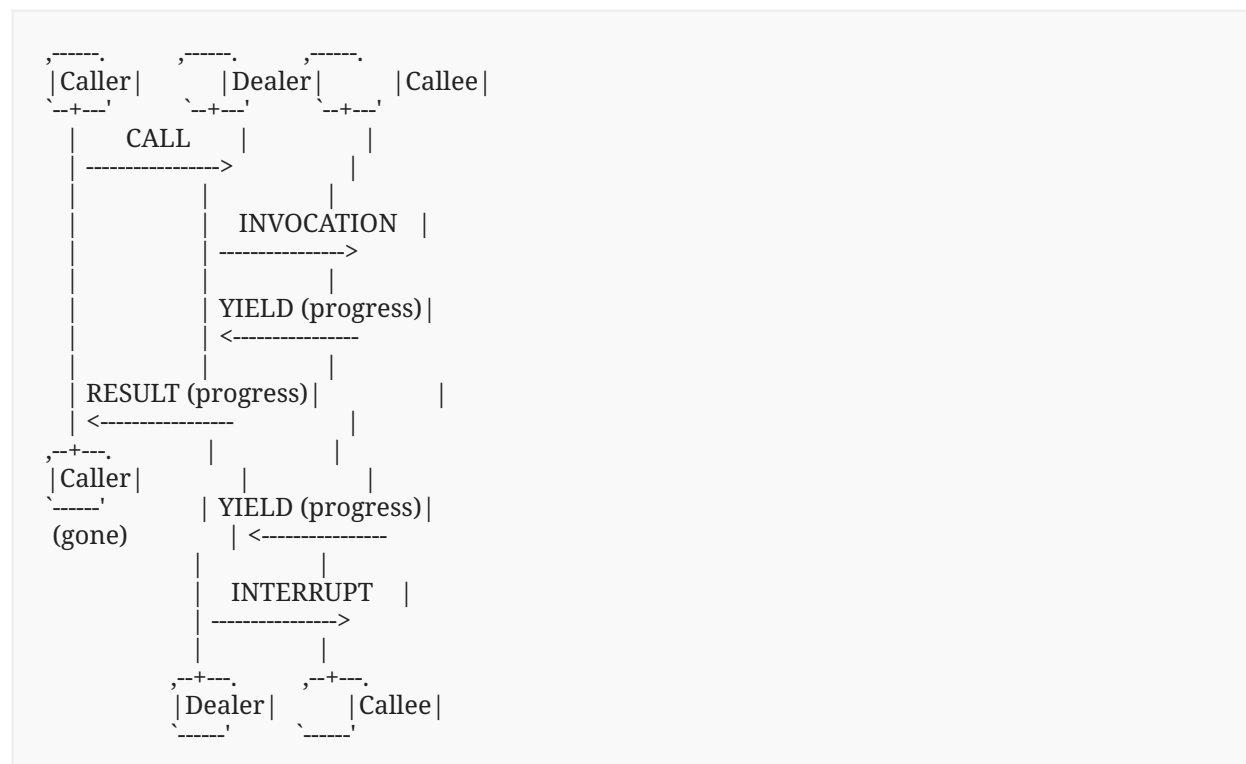 ,------.          ,------.          ,------.
|Caller|          |Dealer|          |Callee|
`--+---'          `--+---'          `--+---'
   |       CALL       |                 |
   | ----------------->                 |
   |                  |                 |
   |                  |    INVOCATION   |
   |                  | ---------------->
   |                  |                 |
   |                  | YIELD (progress)|
   |                  | <----------------
   |                  |                 |
   | RESULT (progress)|                 |
   | <-----------------                 |
,--+---.              |                 |
|Caller|              |                 |
`------'              | YIELD (progress)|
 (gone)               | <----------------
                      |                 |
                      |    INTERRUPT    |
                      | ---------------->
                      |                 |
                   ,--+---.          ,--+---.
                   |Dealer|          |Callee|
                   `------'          `------'